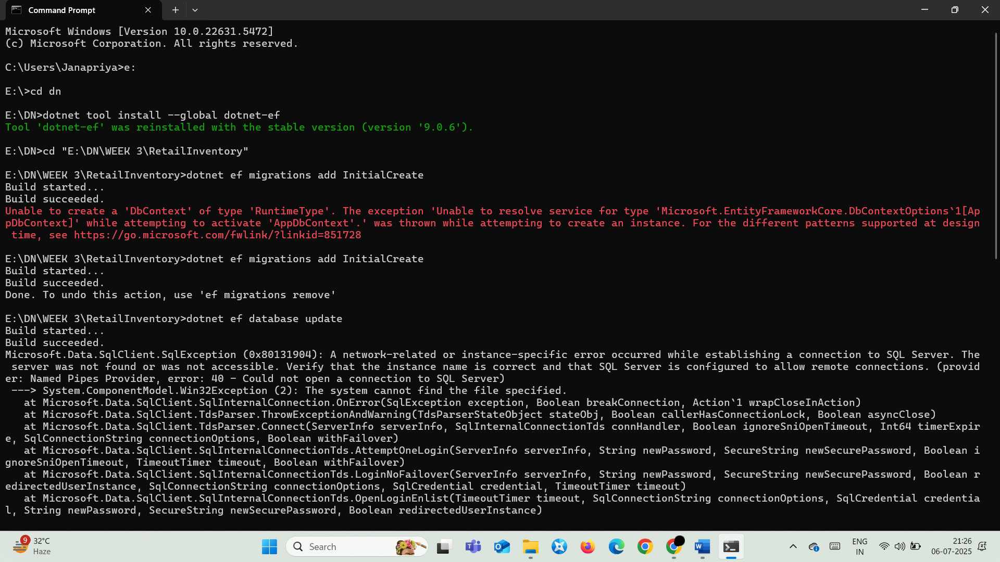 Command Prompt
Microsoft Windows [Version 10.0.22631.5472]
(c) Microsoft Corporation. All rights reserved.
C:\Users\Janapriya>e:
E:\>cd dn
E:\DN>dotnet tool install --global dotnet-ef
Tool 'dotnet-ef' was reinstalled with the stable version (version '9.0.6').
E:\DN>cd "E:\DN\WEEK 3\RetailInventory"
E:\DN\WEEK 3\RetailInventory>dotnet ef migrations add InitialCreate
Build started...
Build succeeded.
Unable to create a 'DbContext' of type 'RuntimeType'. The exception 'Unable to resolve service for type 'Microsoft.EntityFrameworkCore.DbContextOptions`1[Ap
pDbContext]' while attempting to activate 'AppDbContext'.' was thrown while attempting to create an instance. For the different patterns supported at design
time, see https://go.microsoft.com/fwlink/?linkid=851728
E:\DN\WEEK 3\RetailInventory>dotnet ef migrations add InitialCreate
Build started...
Build succeeded.
Done. To undo this action, use 'ef migrations remove'
E:\DN\WEEK 3\RetailInventory>dotnet ef database update
Build started...
Build succeeded.
Microsoft.Data.SqlClient.SqlException (0x80131904): A network-related or instance-specific error occurred while establishing a connection to SQL Server. The
server was not found or was not accessible. Verify that the instance name is correct and that SQL Server is configured to allow remote connections. (provid
er: Named Pipes Provider, error: 40 - Could not open a connection to SQL Server)
---> System.ComponentModel.Win32Exception (2): The system cannot find the file specified.
at Microsoft.Data.SqlClient.SqlInternalConnection.OnError(SqlException exception, Boolean breakConnection, Action`1 wrapCloseInAction)
at Microsoft.Data.SqlClient.TdsParser.ThrowExceptionAndWarning(TdsParserStateObject stateObj, Boolean callerHasConnectionLock, Boolean asyncClose)
at Microsoft.Data.SqlClient.TdsParser.Connect(ServerInfo serverInfo, SqlInternalConnectionTds connHandler, Boolean ignoreSniOpenTimeout, Int64 timerExpir
e, SqlConnectionString connectionOptions, Boolean withFailover)
at Microsoft.Data.SqlClient.SqlInternalConnectionTds.AttemptOneLogin(ServerInfo serverInfo, String newPassword, SecureString newSecurePassword, Boolean i
gnoreSniOpenTimeout, TimeoutTimer timeout, Boolean withFailover)
at Microsoft.Data.SqlClient.SqlInternalConnectionTds.LoginNoFailover(ServerInfo serverInfo, String newPassword, SecureString newSecurePassword, Boolean r
edirectedUserInstance, SqlConnectionString connectionOptions, SqlCredential credential, TimeoutTimer timeout)
at Microsoft.Data.SqlClient.SqlInternalConnectionTds.OpenLoginEnlist(TimeoutTimer timeout, SqlConnectionString connectionOptions, SqlCredential credentia
l, String newPassword, SecureString newSecurePassword, Boolean redirectedUserInstance)
9
32°C
Haze
Search
ENG
IN
21:26
06-07-2025